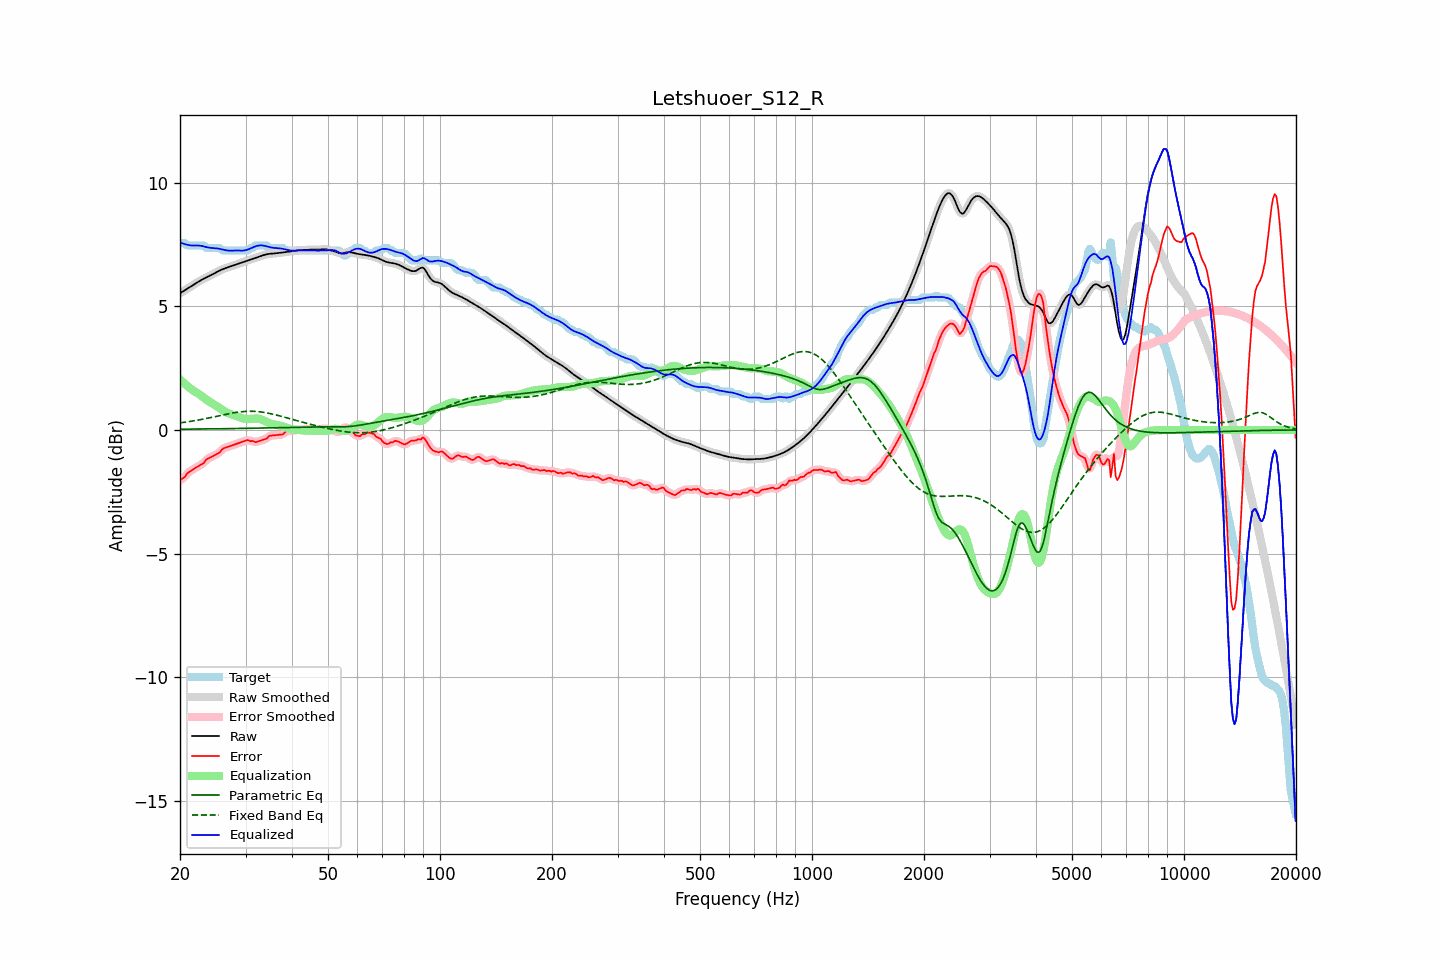 Letshuoer_S12_R
Amplitude (dBr)
10
5
0
−5
−10
−15
Target
Raw Smoothed
Error Smoothed
Raw
Error
Equalization
Parametric Eq
Fixed Band Eq
Equalized
20 50 100 200 500 1000 2000 5000 10000 20000
Frequency (Hz)